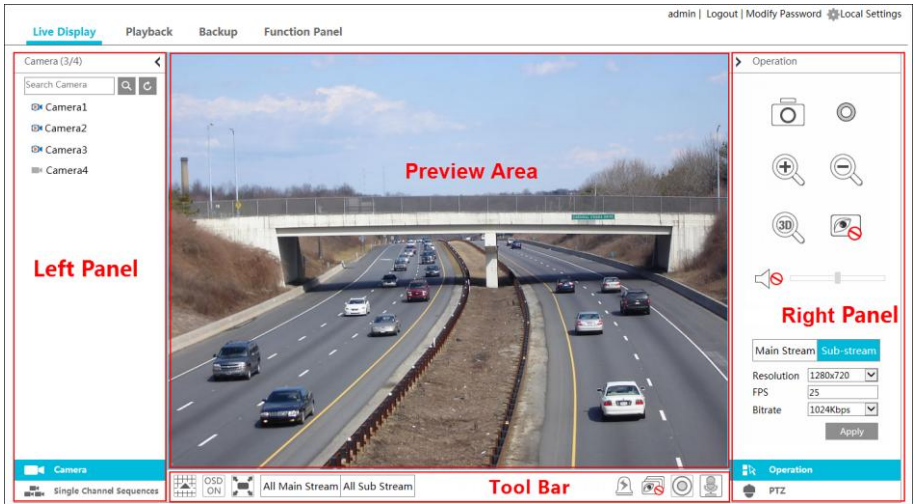 admin | Logout | Modify Password Local Settings
Live Display Playback Backup Function Panel
Camera (3/4)
Search Camera
Camera1
Camera2
Camera3
Camera4
Left Panel
Camera
Single Channel Sequences
Preview Area
OSD
ON
All Main Stream All Sub Stream
Tool Bar
Operation
3D
Right Panel
Main Stream Sub-stream
Resolution 1280x720
FPS 25
Bitrate 1024Kbps
Apply
Operation
PTZ